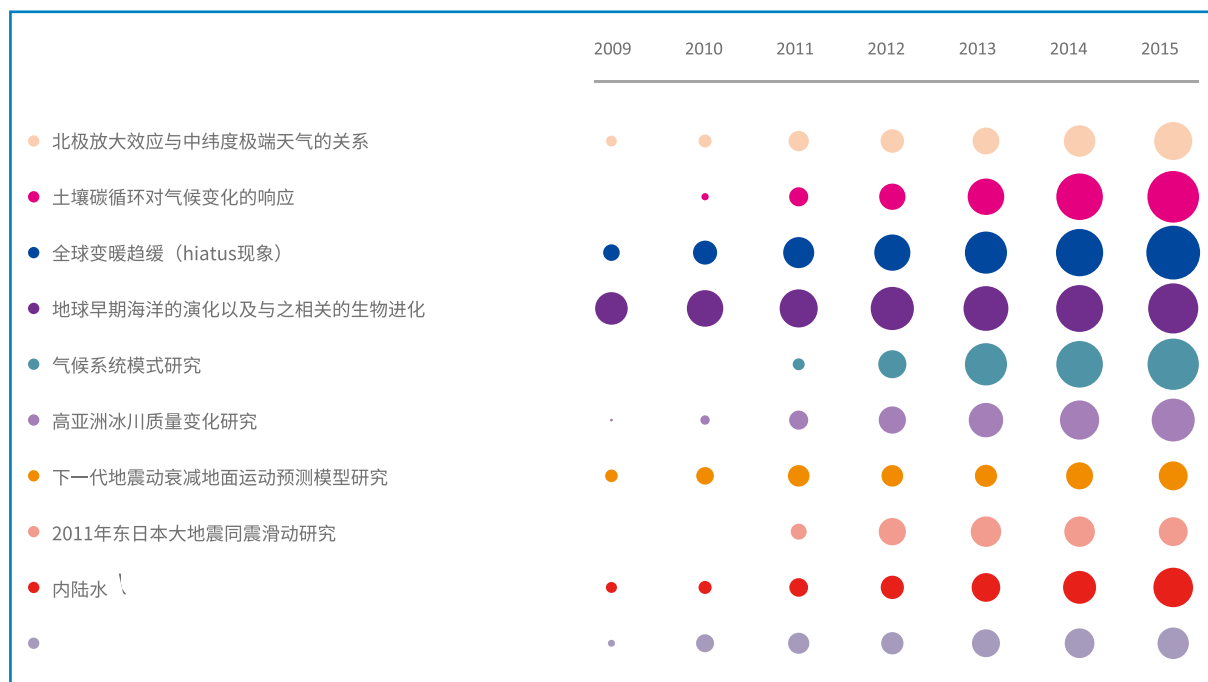 2009 2010 2011 2012 2013 2014 2015
北极放大效应与中纬度极端天气的关系
土壤碳循环对气候变化的响应
全球变暖趋缓（hiatus现象）
地球早期海洋的演化以及与之相关的生物进化
气候系统模式研究
高亚洲冰川质量变化研究
下一代地震动衰减地面运动预测模型研究
2011年东日本大地震同震滑动研究
内陆水